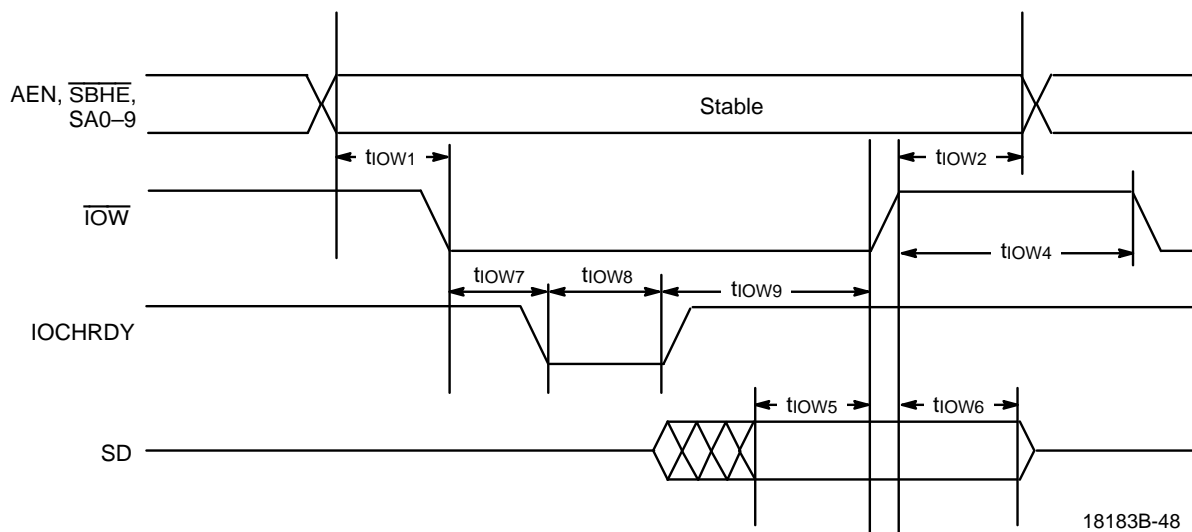 AEN, SBHE,
SA0–9
Stable
tIOW1
tIOW2
IOW
tIOW4
tIOW7
tIOW8
tIOW9
IOCHRDY
tIOW5
tIOW6
SD
18183B-48